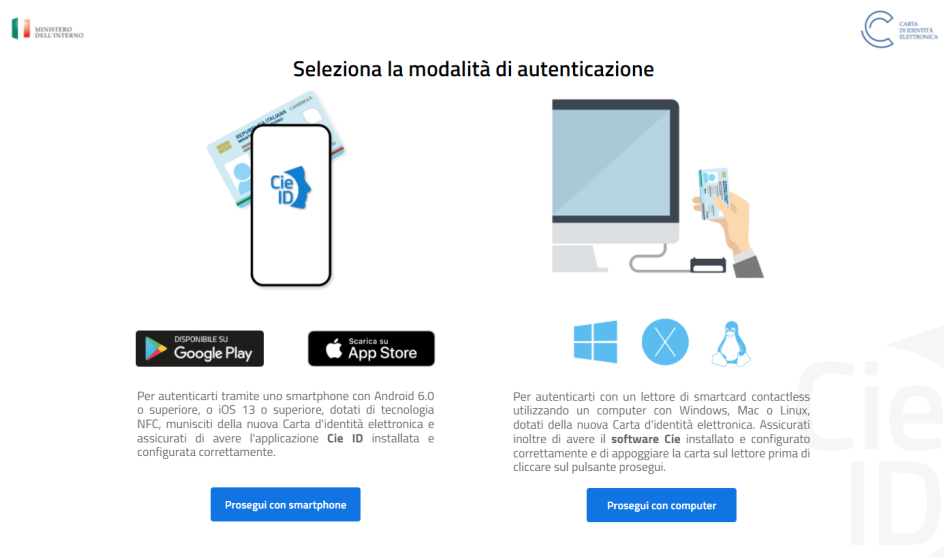 MINISTERO
DELL'INTERNO
CARTA
DI IDENTITÀ
ELETTRONICA
Seleziona la modalità di autenticazione
REPUBBLICA ITALIANA
Cie
ID
DISPONIBILE SU
Google Play
Scarica su
App Store
Per autenticarti tramite uno smartphone con Android 6.0
o superiore, o iOS 13 o superiore, dotati di tecnologia
NFC, munisciti della nuova Carta d'identità elettronica e
assicurati di avere l'applicazione Cie ID installata e
configurata correttamente.
Prosegui con smartphone
Per autenticarti con un lettore di smartcard contactless
utilizzando un computer con Windows, Mac o Linux,
dotati della nuova Carta d'identità elettronica. Assicurati
inoltre di avere il software Cie installato e configurato
correttamente e di appoggiare la carta sul lettore prima di
cliccare sul pulsante prosegui.
Prosegui con computer
Cie
ID